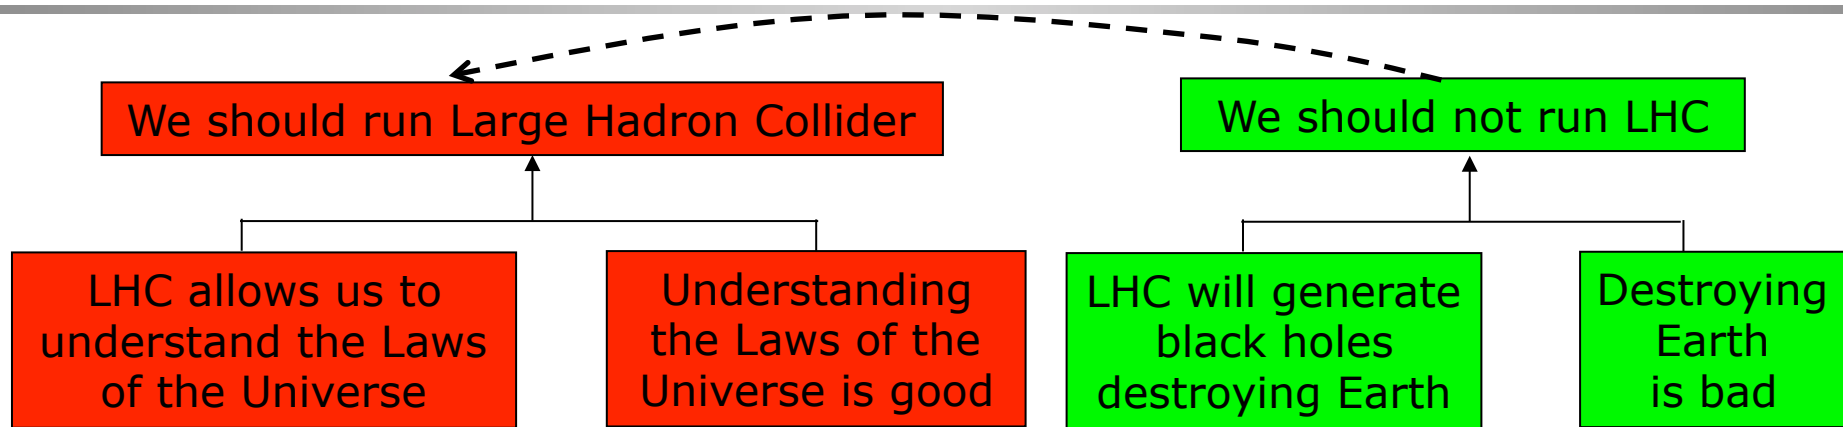 We should run Large Hadron Collider
We should not run LHC
LHC allows us to
understand the Laws
of the Universe
Understanding
the Laws of the
Universe is good
LHC will generate
black holes
destroying Earth
Destroying
Earth
is bad